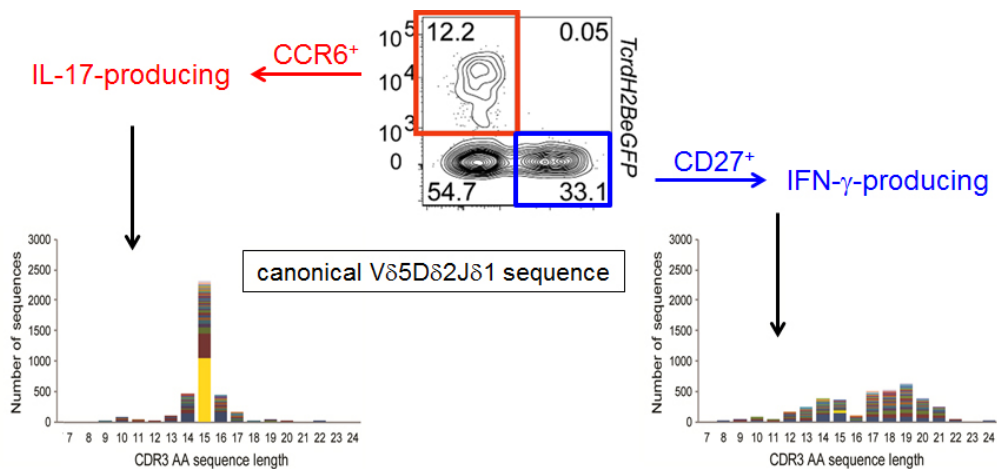 12.2 0.05
10⁵
10⁴
10³
0
54.7 33.1
TcrdH2BeGFP
CCR6⁺
IL-17-producing
CD27⁺
IFN-γ-producing
canonical Vδ5Dδ2Jδ1 sequence
Number of sequences
3000
2500
2000
1500
1000
500
0
7 8 9 10 11 12 13 14 15 16 17 18 19 20 21 22 23 24
CDR3 AA sequence length
Number of sequences
3000
2500
2000
1500
1000
500
0
7 8 9 10 11 12 13 14 15 16 17 18 19 20 21 22 23 24
CDR3 AA sequence length